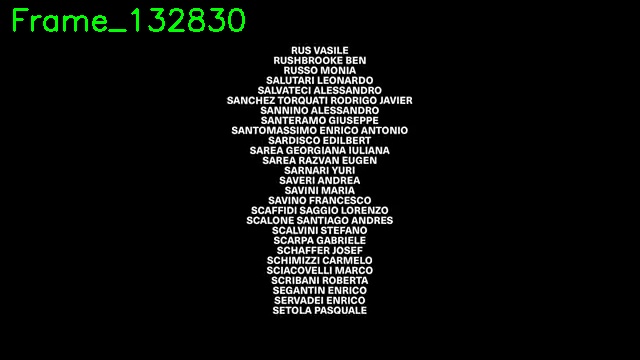 Frame_132830
RUS VASILE
RUSHBROOKE BEN
RUSSO MONIA
SALUTARI LEONARDO
SALVATECI ALESSANDRO
SANCHEZ TORQUATI RODRIGO JAVIER
SANNINO ALESSANDRO
SANTERAMO GIUSEPPE
SANTOMASSIMO ENRICO ANTONIO
SARDISCO EDILBERT
SAREA GEORGIANA IULIANA
SAREA RAZVAN EUGEN
SARNARI YURI
SAVERI ANDREA
SAVINI MARIA
SAVINO FRANCESCO
SCAFFIDI SAGGIO LORENZO
SCALONE SANTIAGO ANDRES
SCALVINI STEFANO
SCARPA GABRIELE
SCHAFFER JOSEF
SCHIMIZZI CARMELO
SCIACOVELLI MARCO
SCRIBANI ROBERTA
SEGANTIN ENRICO
SERVADEI ENRICO
SETOLA PASQUALE